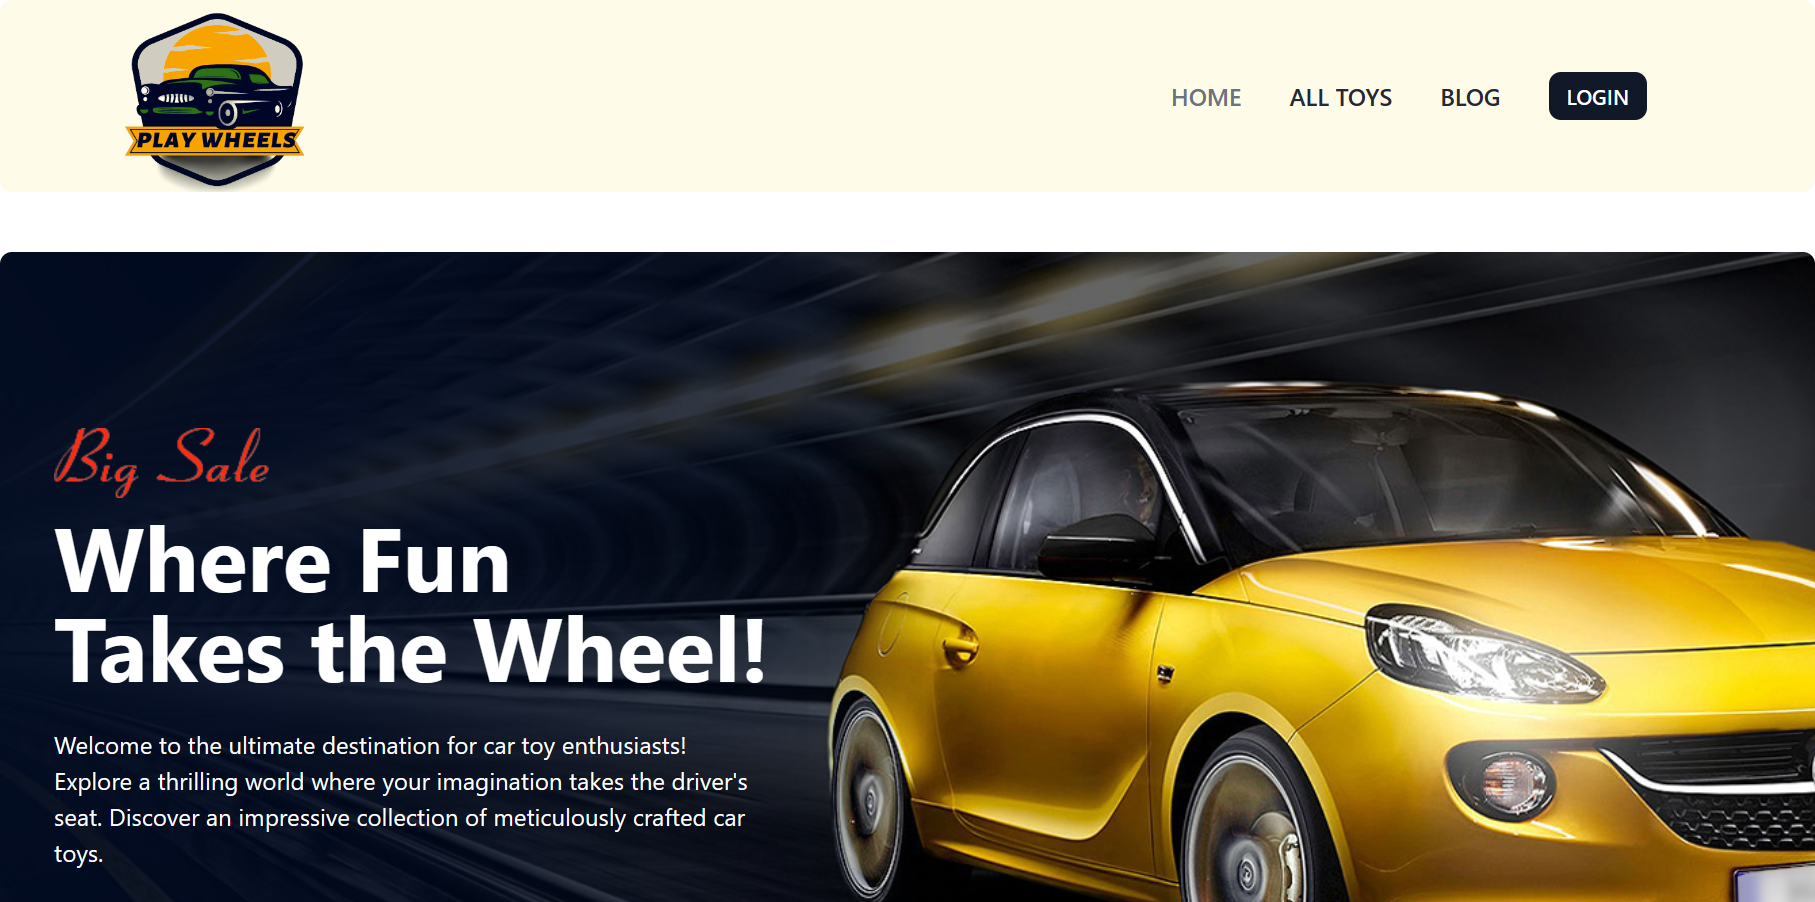 PLAY WHEELS
HOME ALL TOYS BLOG LOGIN
Big Sale
Where Fun
Takes the Wheel!
Welcome to the ultimate destination for car toy enthusiasts!
Explore a thrilling world where your imagination takes the driver's
seat. Discover an impressive collection of meticulously crafted car
toys.